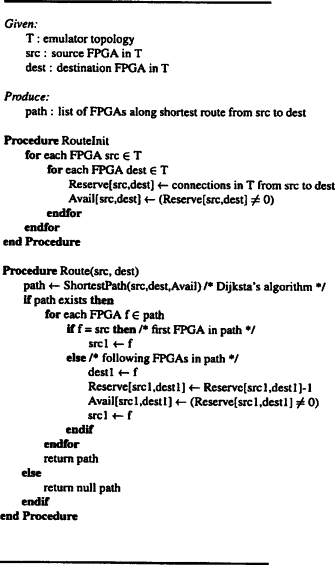 Given:
T : emulator topology
src : source FPGA in T
dest : destination FPGA in T
Produce:
path : list of FPGAs along shortest route from src to dest
Procedure RouteInit
for each FPGA src ∈ T
for each FPGA dest ∈ T
Reserve[src,dest] ← connections in T from src to dest
Avail[src,dest] ← (Reserve[src,dest] ≠ 0)
endfor
endfor
end Procedure
Procedure Route(src, dest)
path ← ShortestPath(src,dest,Avail) /* Dijksta's algorithm */
if path exists then
for each FPGA f ∈ path
if f = src then /* first FPGA in path */
src1 ← f
else /* following FPGAs in path */
dest1 ← f
Reserve[src1,dest1] ← Reserve[src1,dest1]-1
Avail[src1,dest1] ← (Reserve[src1,dest1] ≠ 0)
src1 ← f
endif
endfor
return path
else
return null path
endif
end Procedure